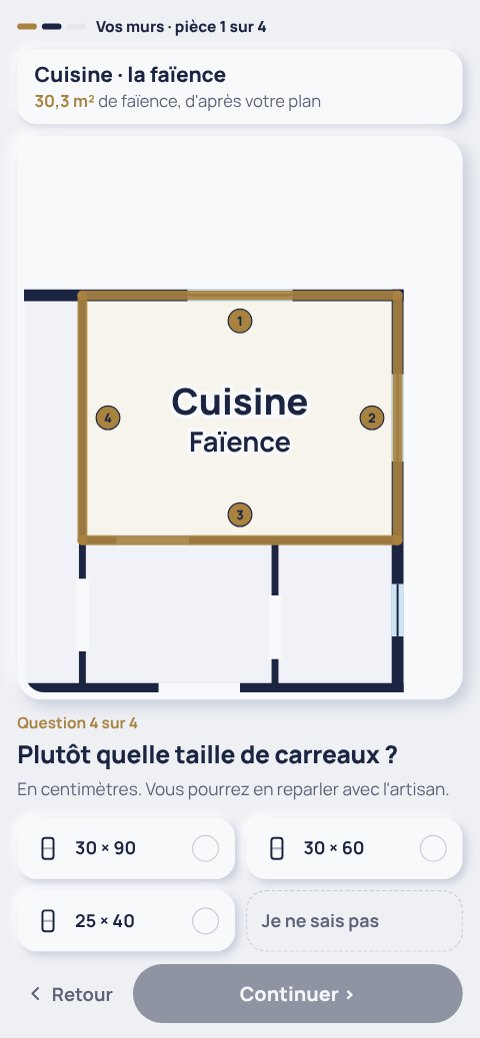 Vos murs · pièce 1 sur 4
Cuisine · la faïence
30,3 m² de faïence, d'après votre plan
1
Cuisine
4
2
Faïence
3
Question 4 sur 4
Plutôt quelle taille de carreaux ?
En centimètres. Vous pourrez en reparler avec l'artisan.
30 × 90
30 × 60
25 × 40
Je ne sais pas
Retour
Continuer ›